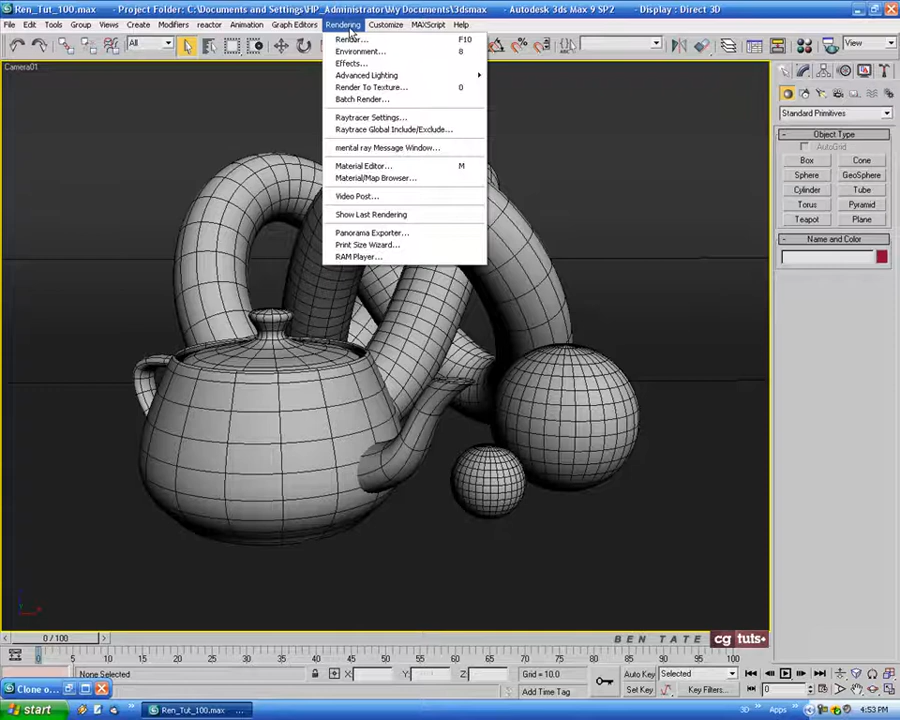 Ren_Tut_100.max - Project Folder: C:\Documents and Settings\HP_Administrator\My Documents\3dsmax - Autodesk 3ds Max 9 SP2 - Display : Direct 3D
File Edit Tools Group Views Create Modifiers reactor Animation Graph Editors Rendering Customize MAXScript Help
All
View
Camera01
Render... F10
Environment... 8
Effects...
Advanced Lighting
Render To Texture... 0
Batch Render...
Raytracer Settings...
Raytrace Global Include/Exclude...
mental ray Message Window...
Material Editor... M
Material/Map Browser...
Video Post...
Show Last Rendering
Panorama Exporter...
Print Size Wizard...
RAM Player...
Standard Primitives
Object Type
AutoGrid
Box Cone
Sphere GeoSphere
Cylinder Tube
Torus Pyramid
Teapot Plane
Name and Color
BEN TATE cg tuts+
0 / 100
0 5 10 15 20 25 30 35 40 45 50 55 60 65 70 75 80 85 90 95 100
None Selected X: Y: Z: Grid = 10.0 Auto Key Selected
Add Time Tag Set Key Key Filters... 0
Clone o...
start Ren_Tut_100.max ... 3D Apps 4:53 PM